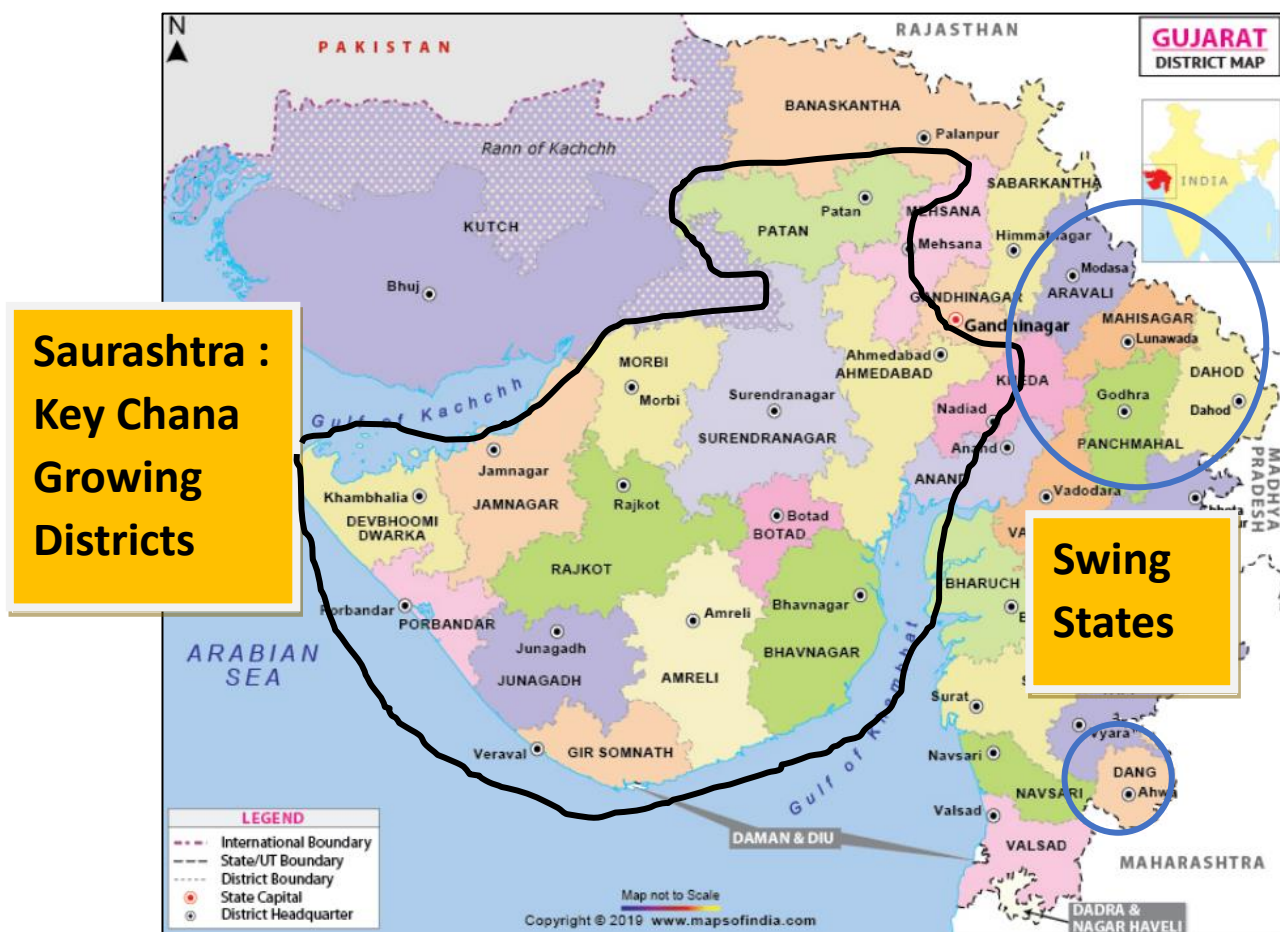 N
PAKISTAN
RAJASTHAN
GUJARAT
DISTRICT MAP
INDIA
BANASKANTHA
Palanpur
Rann of Kachchh
SABARKANTHA
Patan
MEHSANA
PATAN
KUTCH
Himmatnagar
Mehsana
Modasa
Bhuj
ARAVALI
GANDHINAGAR
Gandhinagar
MAHISAGAR
Lunawada
Saurashtra :
Key Chana
Growing
Districts
MORBI
Morbi
Ahmedabad
AHMEDABAD
KHEDA
DAHOD
Dahod
Gulf of Kachchh
Surendranagar
SURENDRANAGAR
Godhra
PANCHMAHAL
Nadiad
Anand
ANAND
Jamnagar
JAMNAGAR
MADHYA
PRADESH
Khambhalia
DEVBHOOMI
DWARKA
Rajkot
RAJKOT
Vadodara
Botad
BOTAD
Swing
States
BHARUCH
Porbandar
PORBANDAR
Amreli
AMRELI
Bhavnagar
BHAVNAGAR
ARABIAN
SEA
Junagadh
JUNAGADH
Gulf of Khambhat
Surat
Vyara
Veraval
GIR SOMNATH
Navsari
NAVSARI
DANG
Ahwa
Valsad
VALSAD
DAMAN & DIU
MAHARASHTRA
LEGEND
International Boundary
State/UT Boundary
District Boundary
State Capital
District Headquarter
Map not to Scale
Copyright © 2019 www.mapsofindia.com
DADRA &
NAGAR HAVELI